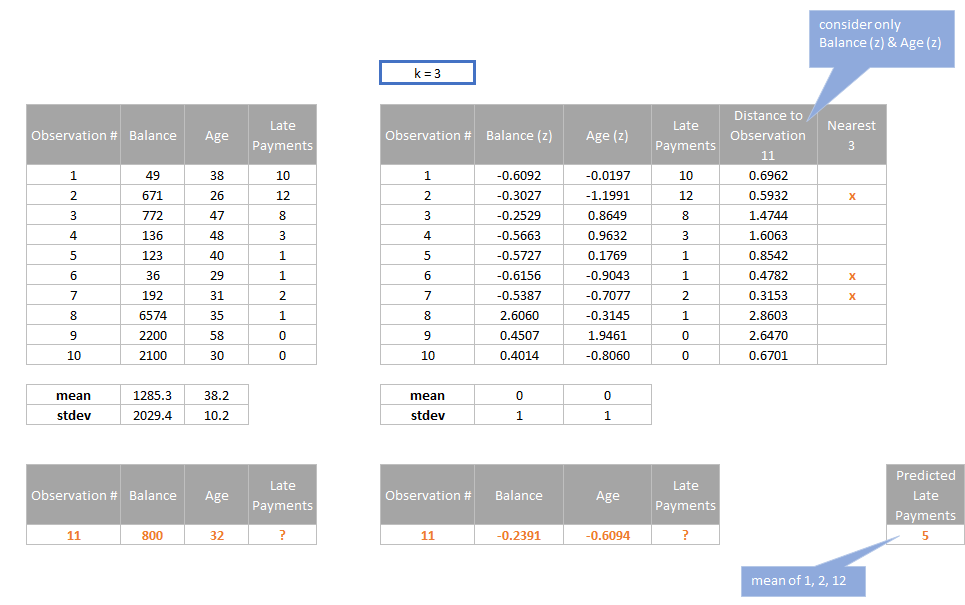 consider only
Balance (z) & Age (z)
k = 3
Observation # Balance Age Late Payments
1 49 38 10
2 671 26 12
3 772 47 8
4 136 48 3
5 123 40 1
6 36 29 1
7 192 31 2
8 6574 35 1
9 2200 58 0
10 2100 30 0
mean 1285.3 38.2
stdev 2029.4 10.2
Observation # Balance (z) Age (z) Late Payments Distance to Observation 11 Nearest 3
1 -0.6092 -0.0197 10 0.6962
2 -0.3027 -1.1991 12 0.5932 x
3 -0.2529 0.8649 8 1.4744
4 -0.5663 0.9632 3 1.6063
5 -0.5727 0.1769 1 0.8542
6 -0.6156 -0.9043 1 0.4782 x
7 -0.5387 -0.7077 2 0.3153 x
8 2.6060 -0.3145 1 2.8603
9 0.4507 1.9461 0 2.6470
10 0.4014 -0.8060 0 0.6701
mean 0 0
stdev 1 1
Observation # Balance Age Late Payments
11 800 32 ?
Observation # Balance Age Late Payments
11 -0.2391 -0.6094 ?
Predicted
Late
Payments
5
mean of 1, 2, 12